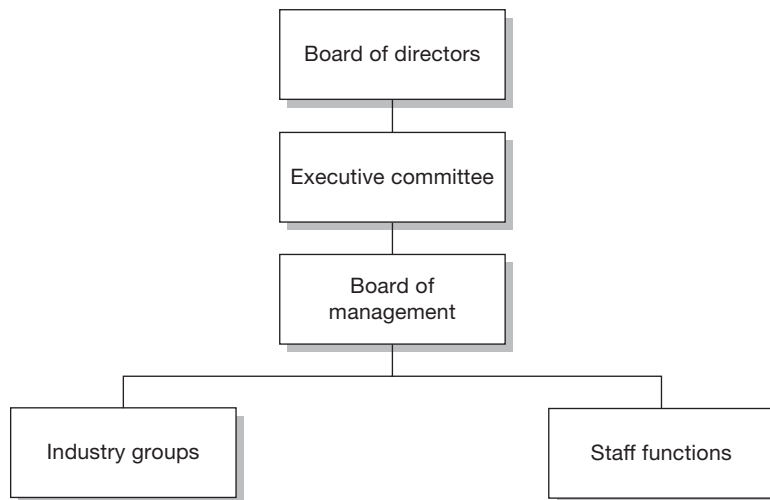 Board of directors
Executive committee
Board of
management
Industry groups
Staff functions